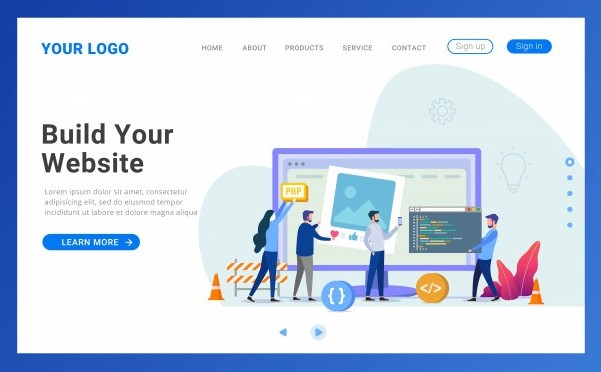 YOUR LOGO
HOME ABOUT PRODUCTS SERVICE CONTACT Sign up Sign in
Build Your
Website
Lorem ipsum dolor sit amet, consectetur
adipiscing elit, sed do eiusmod tempor
incididunt ut labore et dolore magna aliqua
LEARN MORE
PHP
{ }
</>